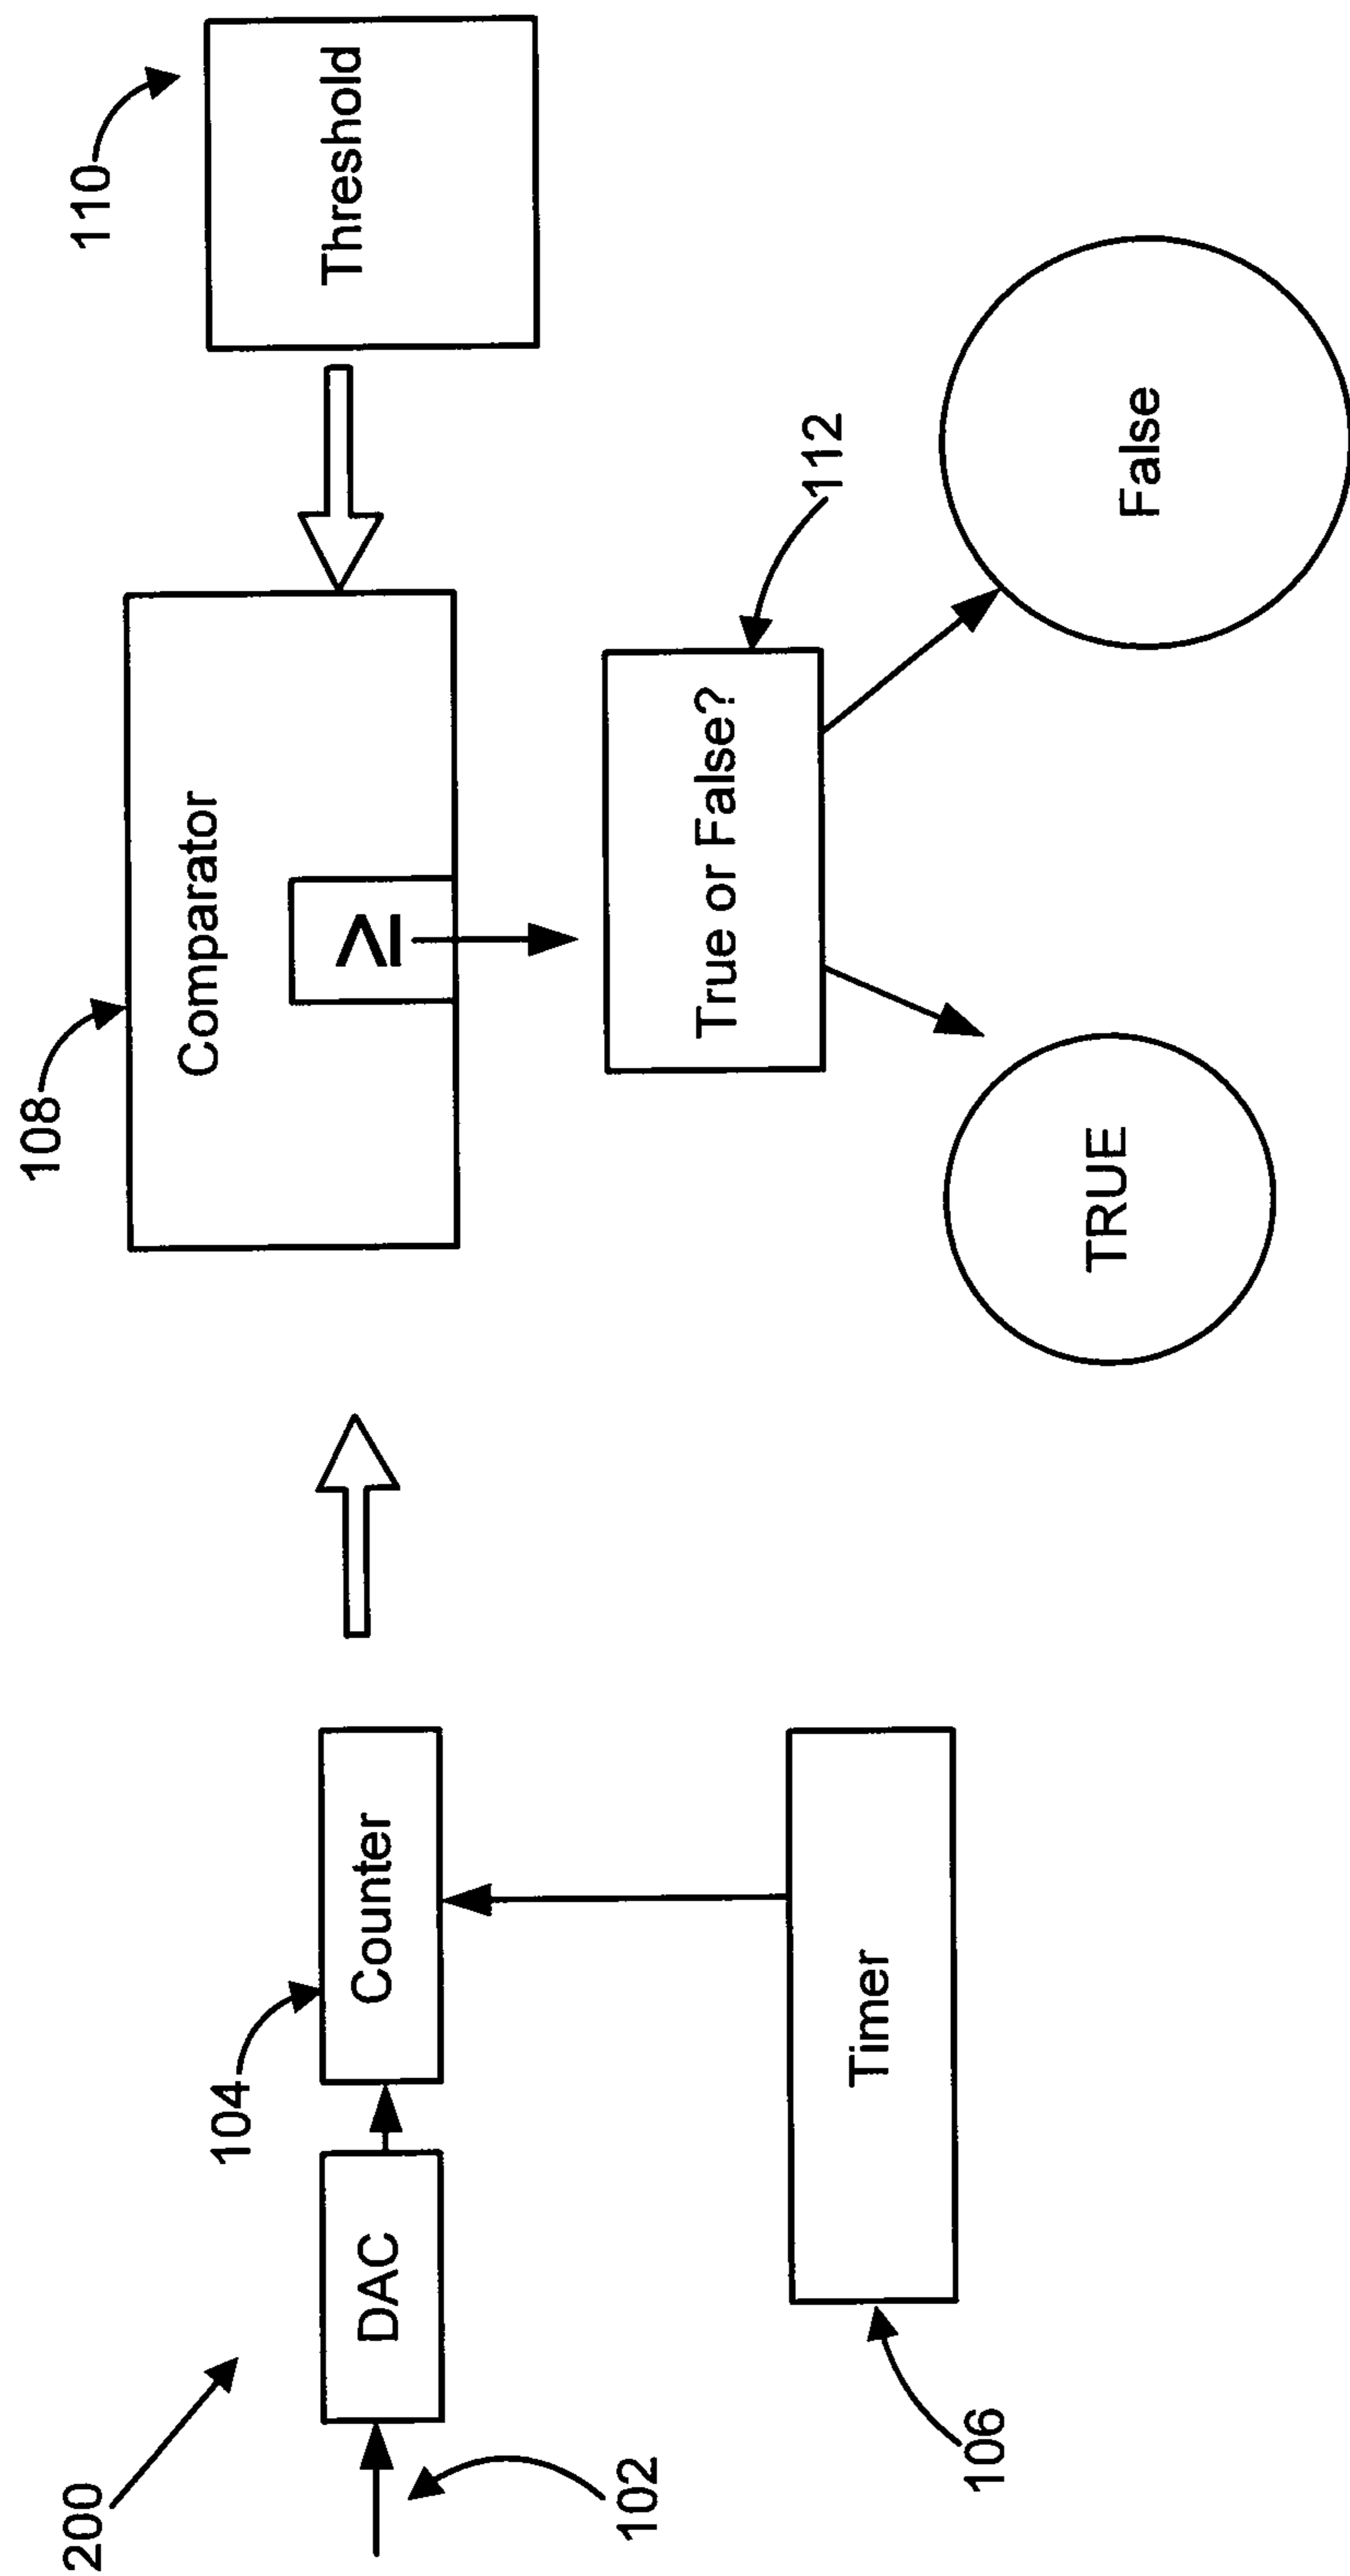 200
102
DAC
104
Counter
106
Timer
108
Comparator
≥
110
Threshold
True or False?
112
TRUE
False